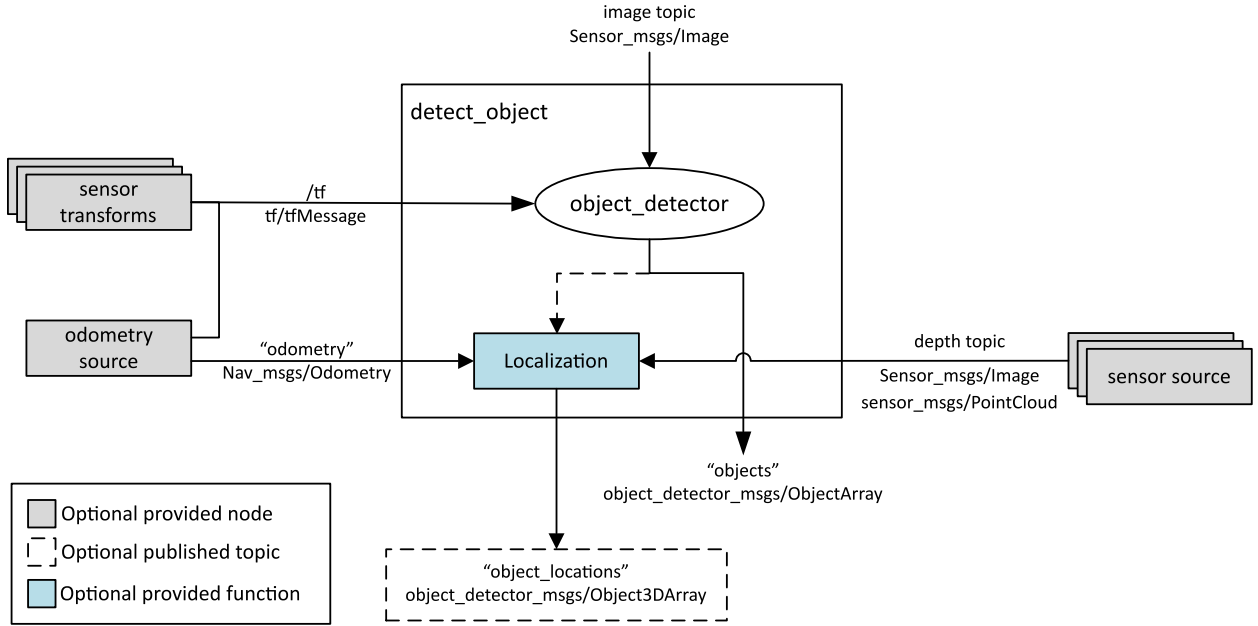 image topic
Sensor_msgs/Image
detect_object
sensor
transforms
/tf
tf/tfMessage
object_detector
odometry
source
“odometry”
Nav_msgs/Odometry
Localization
depth topic
Sensor_msgs/Image
sensor_msgs/PointCloud
sensor source
“objects”
object_detector_msgs/ObjectArray
Optional provided node
Optional published topic
Optional provided function
“object_locations”
object_detector_msgs/Object3DArray